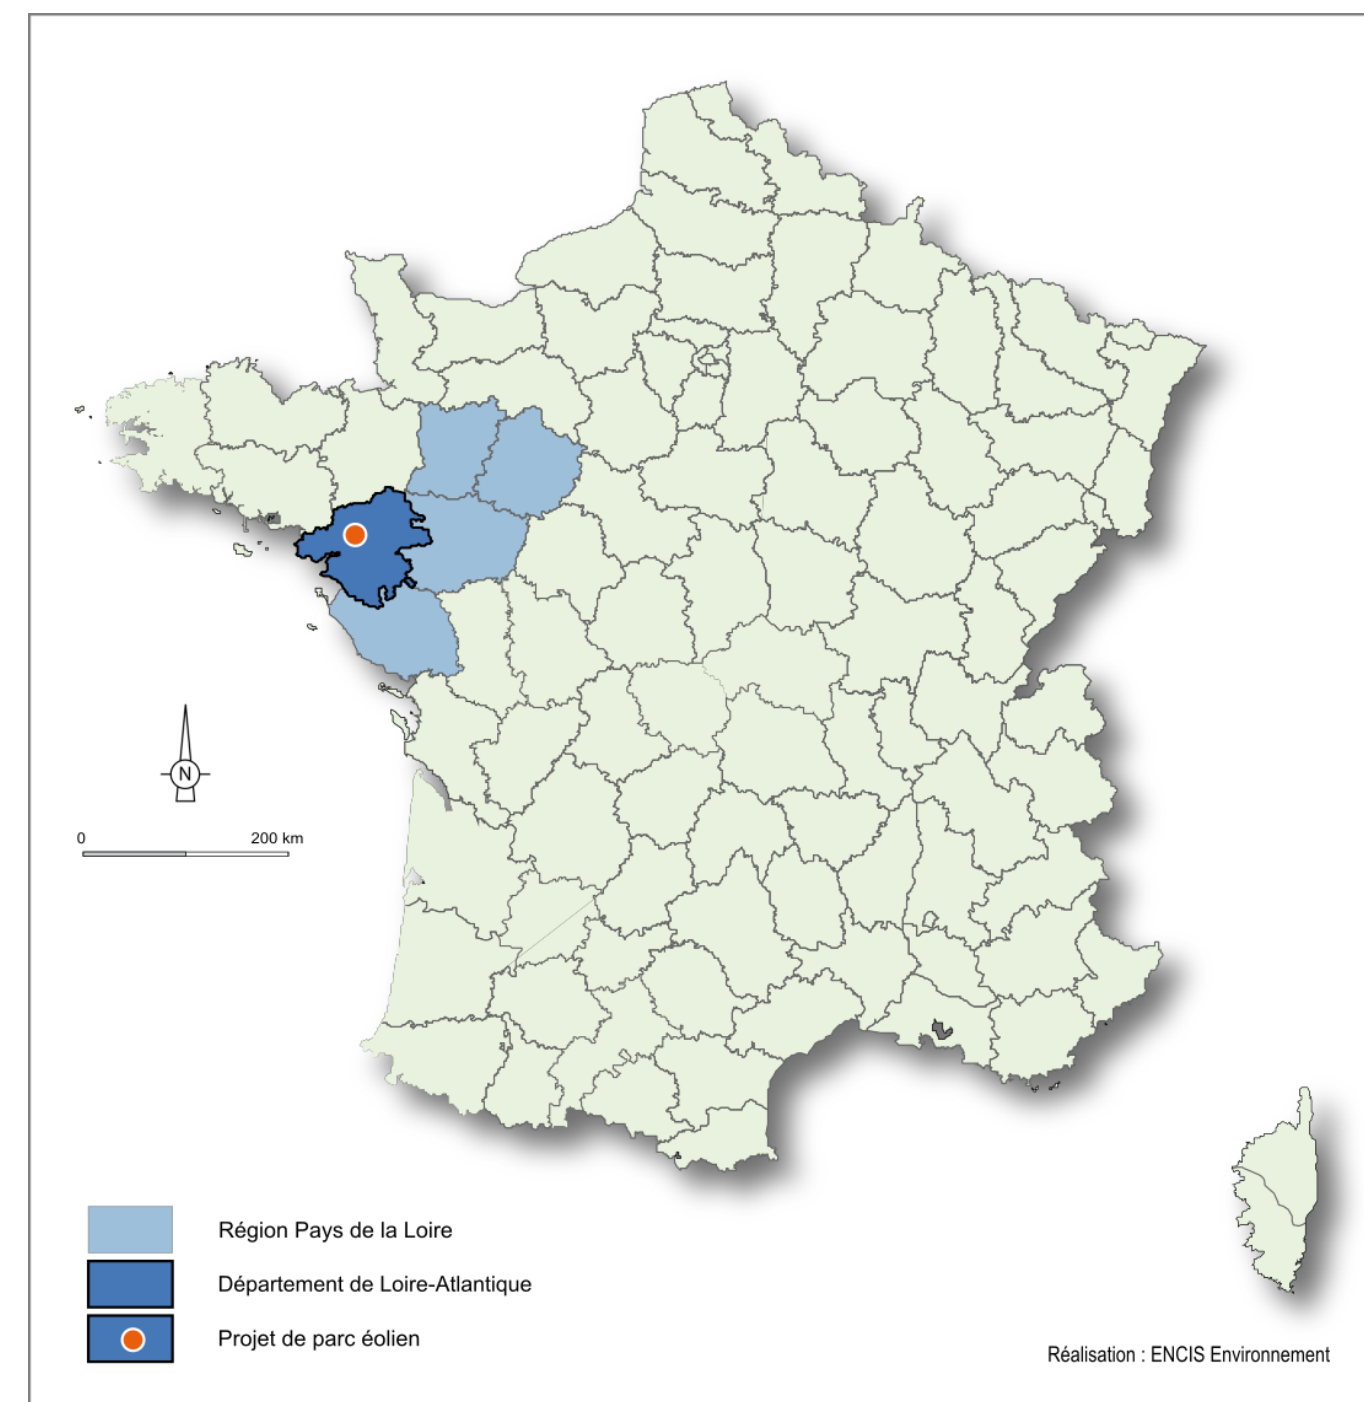 N
0 200 km
Région Pays de la Loire
Département de Loire-Atlantique
Projet de parc éolien
Réalisation : ENCIS Environnement